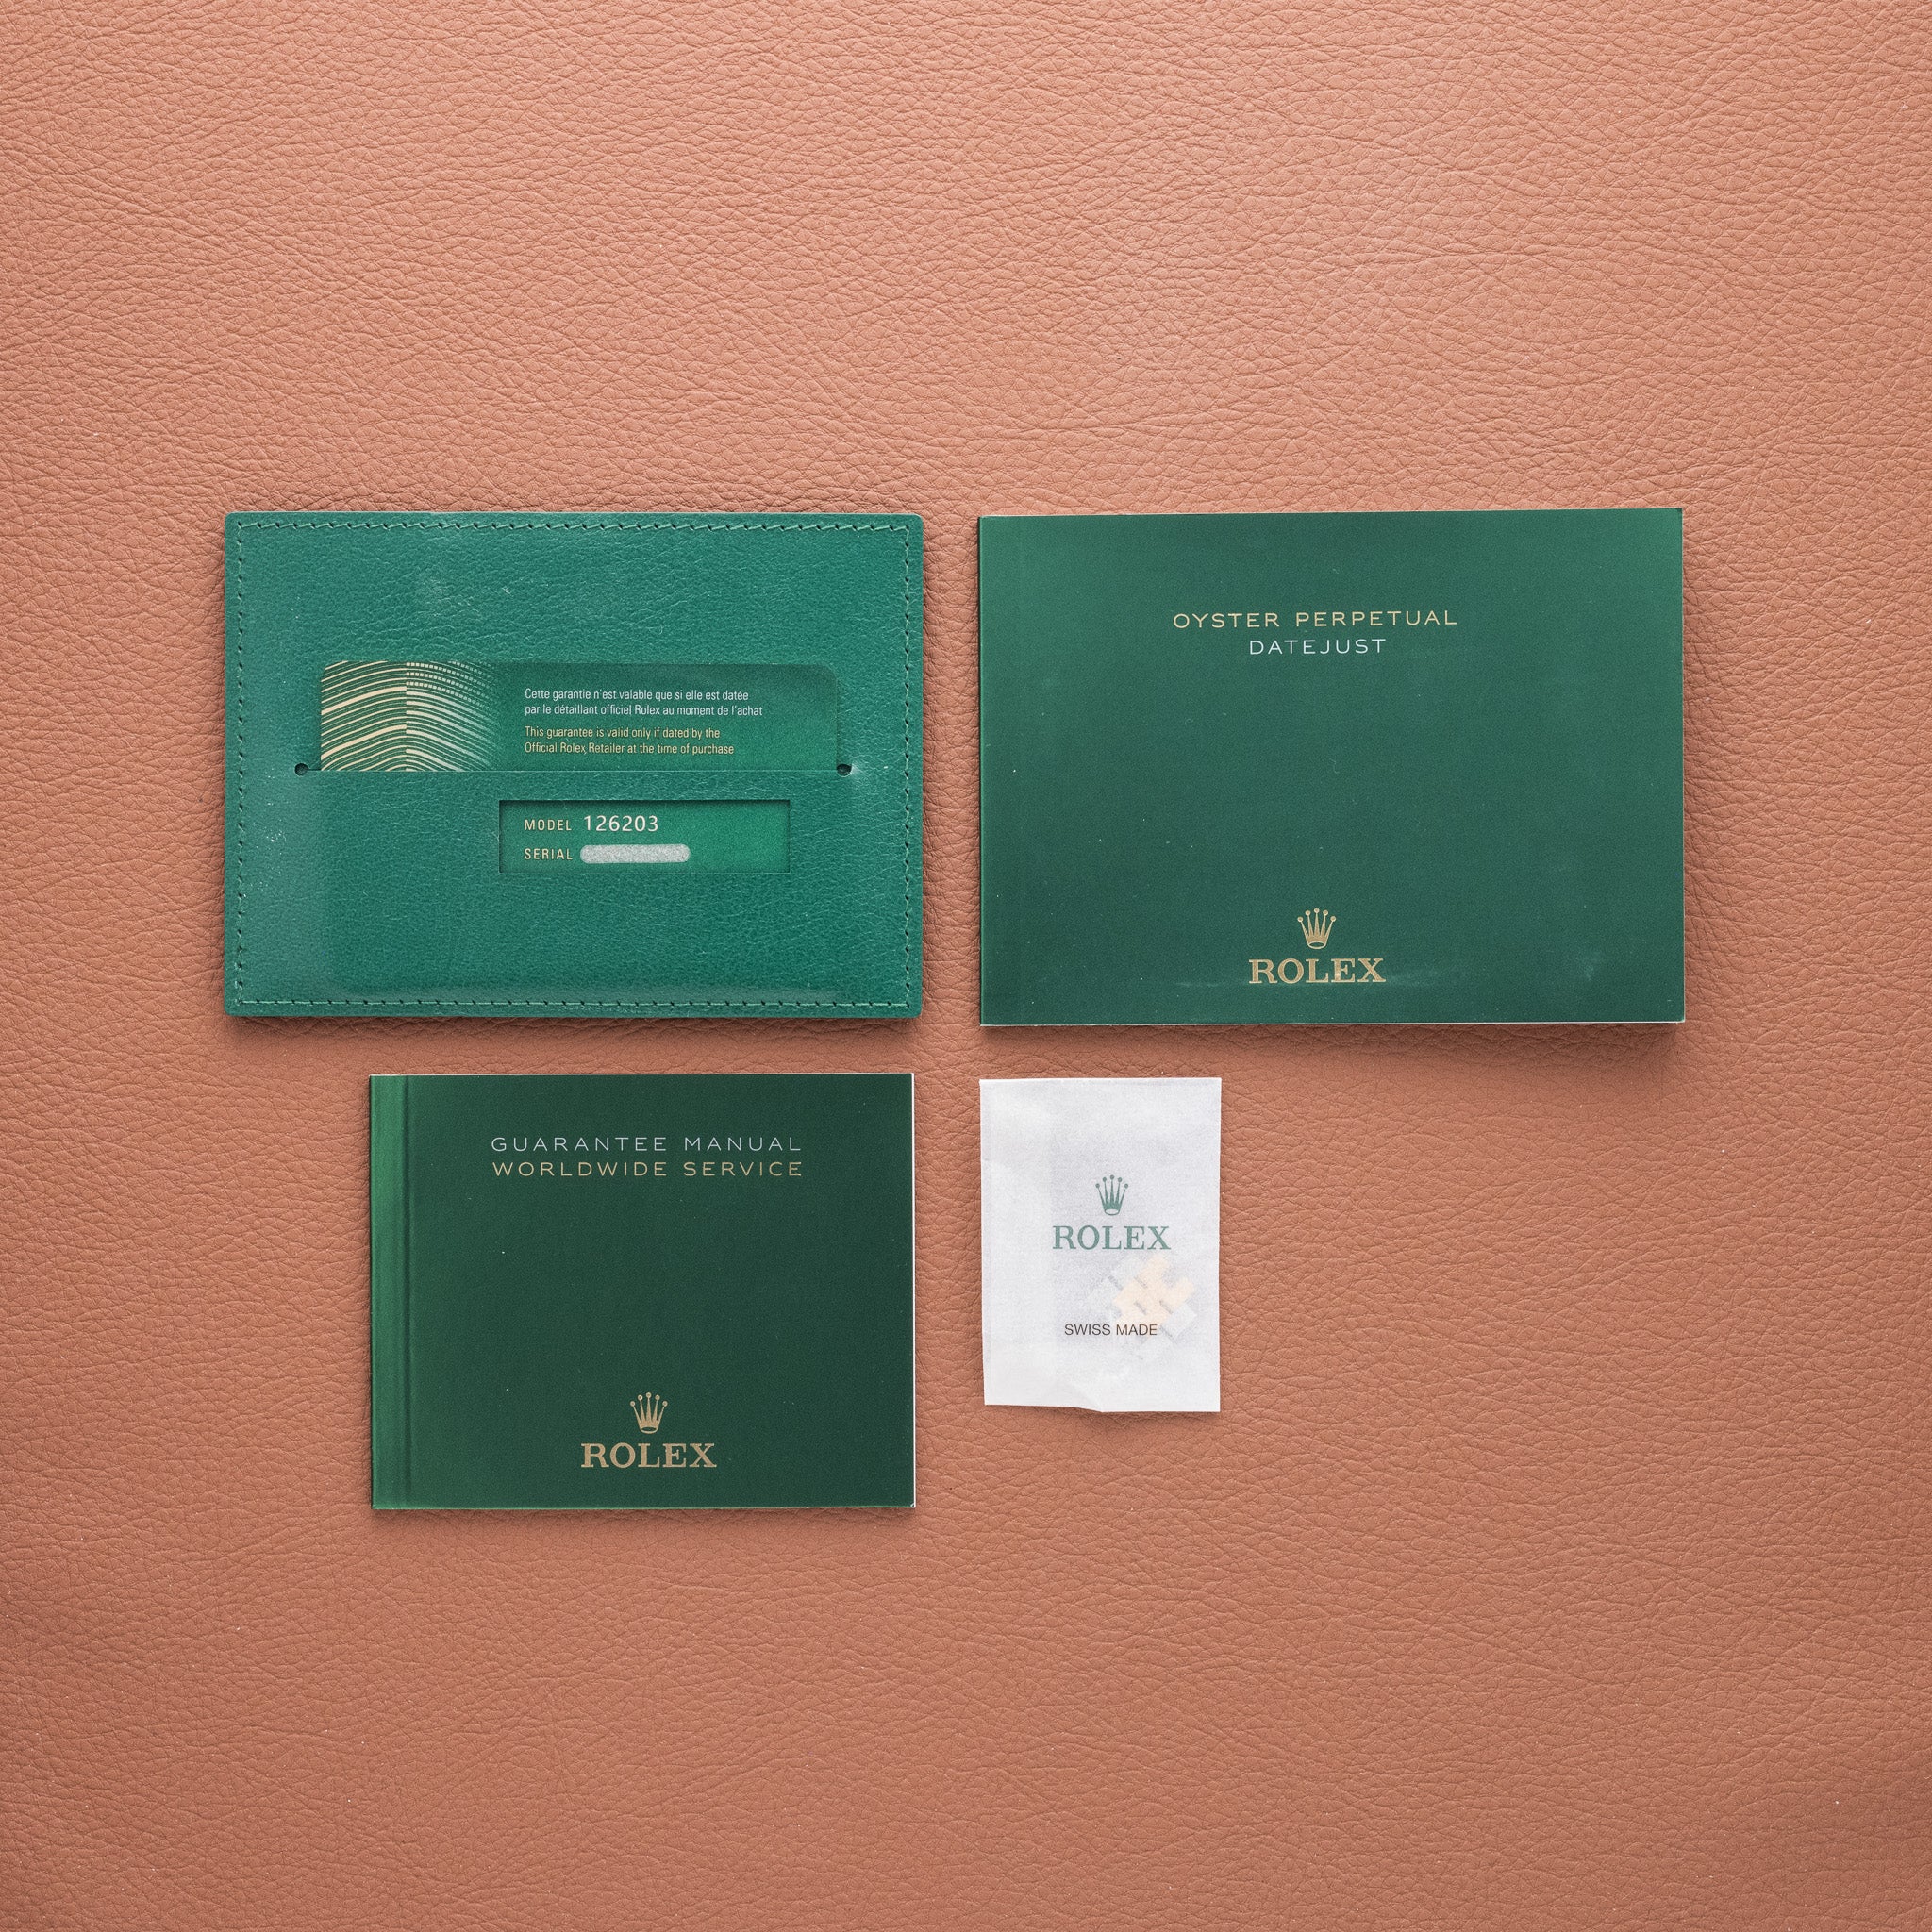 Cette garantie n'est valable que si elle est datée
par le détaillant officiel Rolex au moment de l'achat
This guarantee is valid only if dated by the
Official Rolex Retailer at the time of purchase
MODEL 126203
SERIAL
OYSTER PERPETUAL
DATEJUST
ROLEX
GUARANTEE MANUAL
WORLDWIDE SERVICE
ROLEX
ROLEX
SWISS MADE